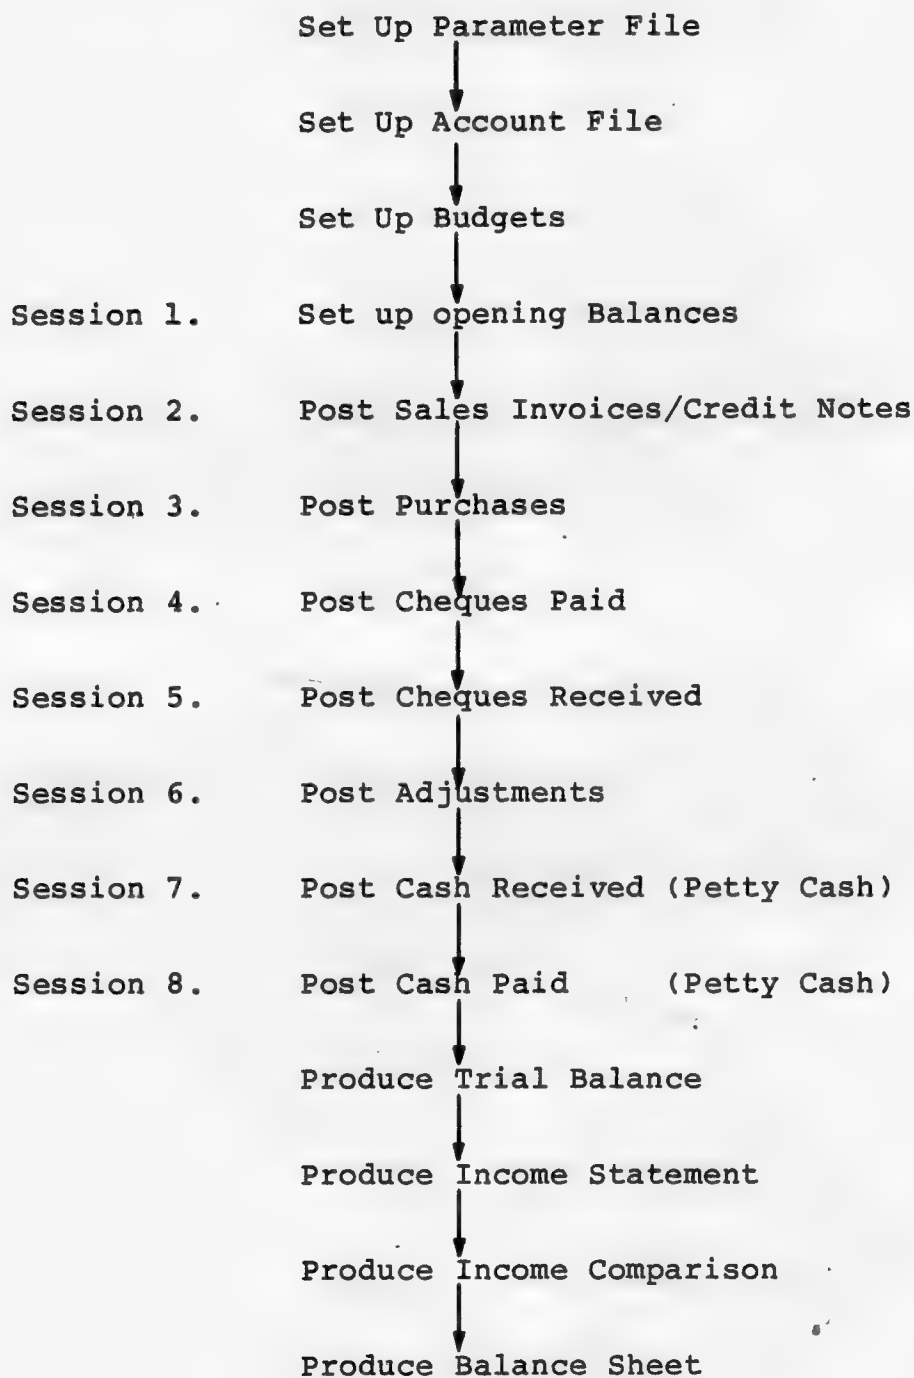 Set Up Parameter File
Set Up Account File
Set Up Budgets
Session 1. Set up opening Balances
Session 2. Post Sales Invoices/Credit Notes
Session 3. Post Purchases
Session 4. Post Cheques Paid
Session 5. Post Cheques Received
Session 6. Post Adjustments
Session 7. Post Cash Received (Petty Cash)
Session 8. Post Cash Paid (Petty Cash)
Produce Trial Balance
Produce Income Statement
Produce Income Comparison
Produce Balance Sheet